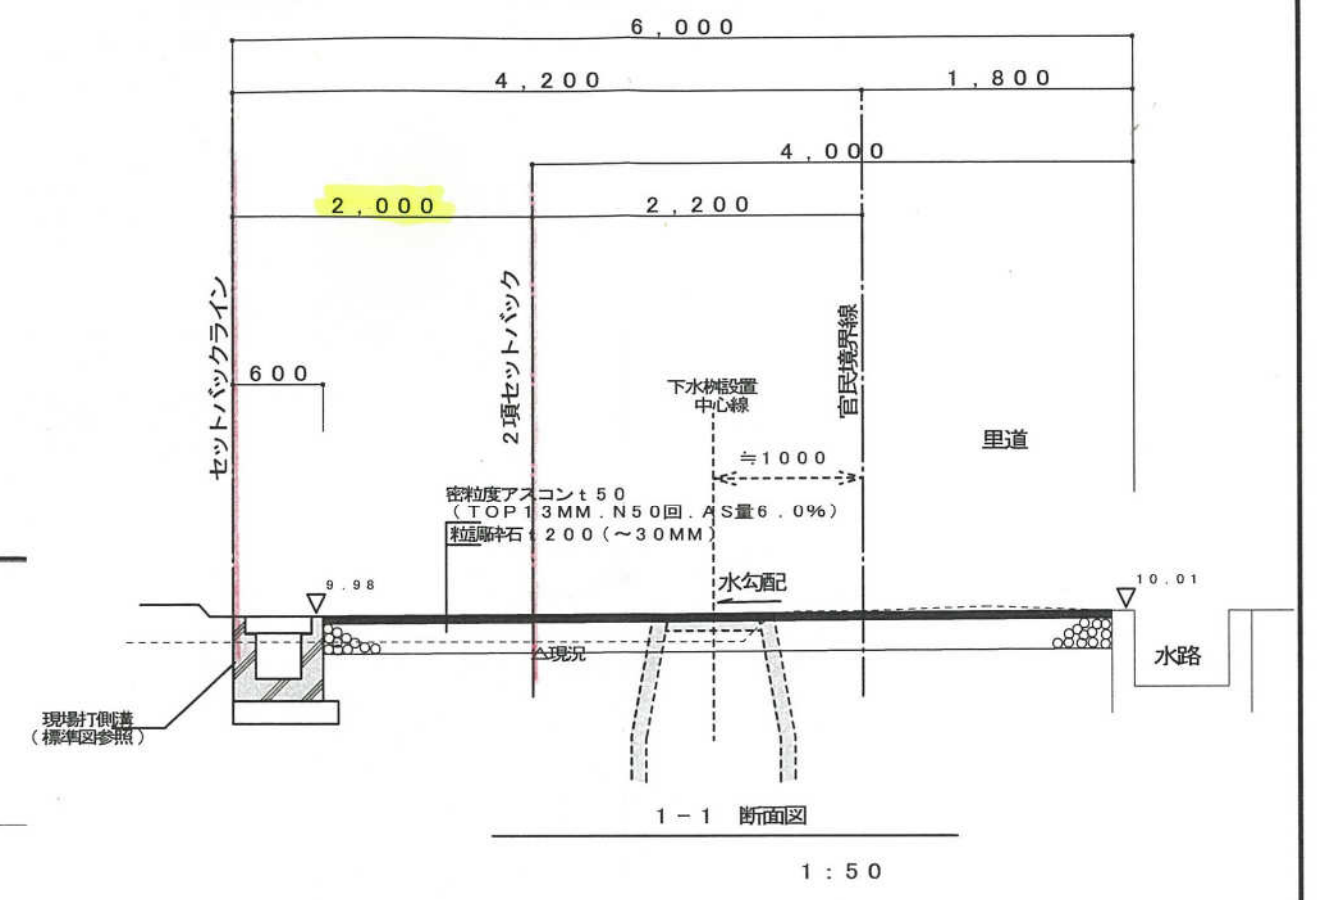 6,000
4,200
1,800
4,000
2,000
2,200
セットバックライン
2項セットバック
官民境界線
600
下水桝設置
中心線
里道
≒1000
密粒度アスコンt50
(TOP13MM.N50回.AS量6.0%)
粒調砕石t200(~30MM)
水勾配
9.98
10.01
△現況
水路
現場打側溝
(標準図参照)
1-1 断面図
1:50